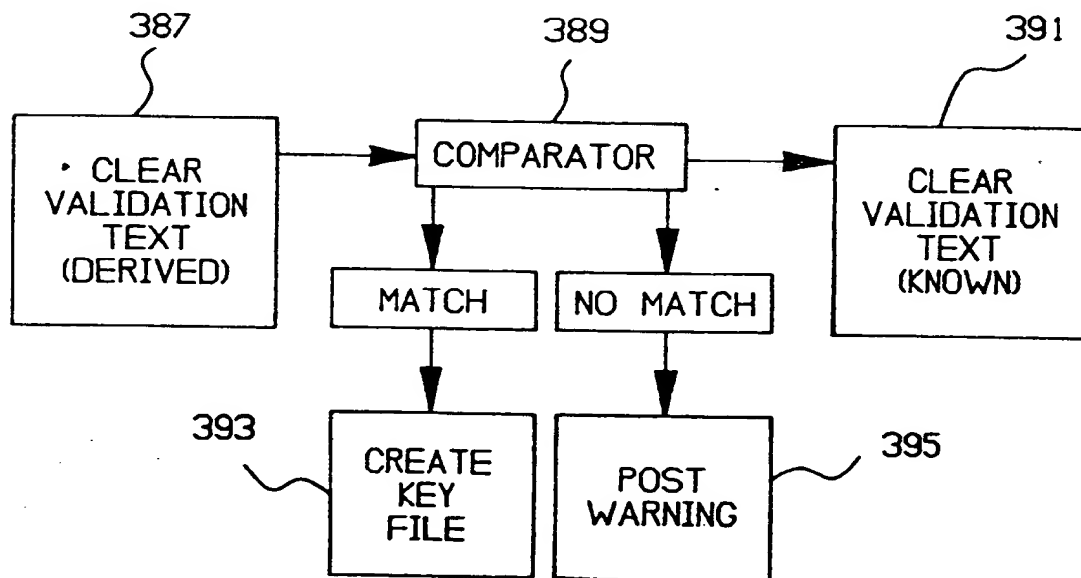 387
389
391
CLEAR
VALIDATION
TEXT
(DERIVED)
COMPARATOR
CLEAR
VALIDATION
TEXT
(KNOWN)
MATCH
NO MATCH
393
CREATE
KEY
FILE
POST
WARNING
395